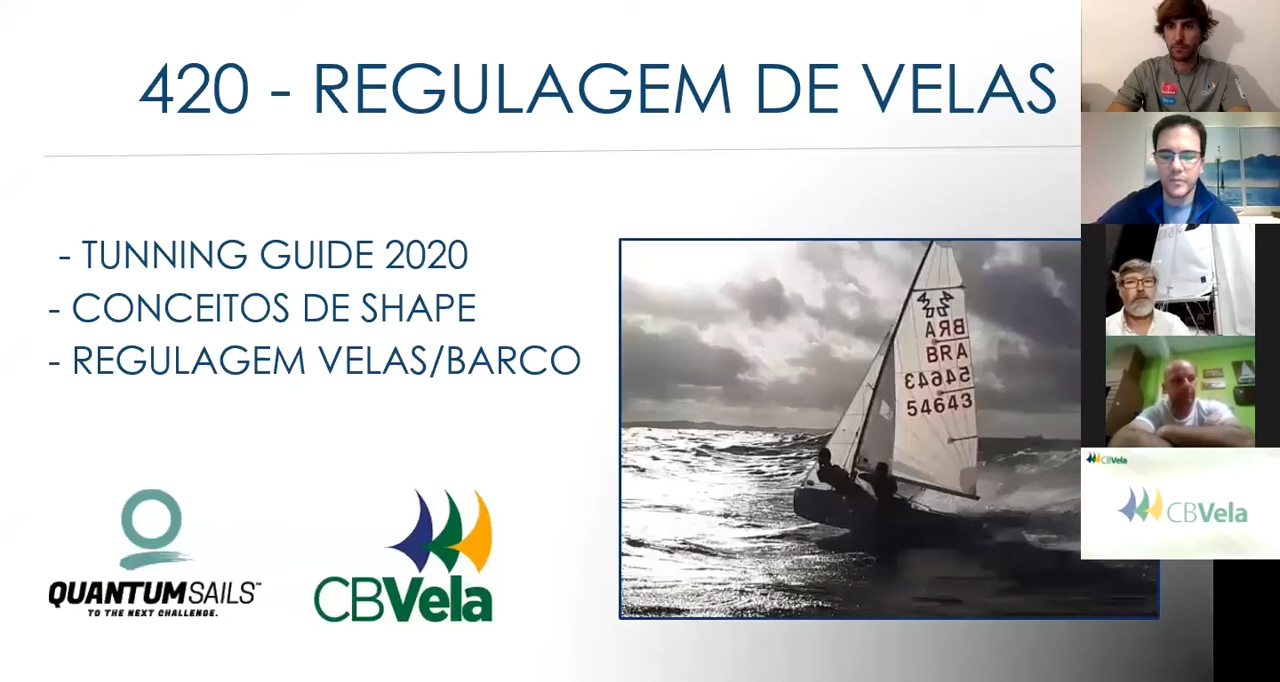 420 - REGULAGEM DE VELAS
- TUNNING GUIDE 2020
- CONCEITOS DE SHAPE
- REGULAGEM VELAS/BARCO
BRA
BRA
54643
54643
QUANTUMSAILS™
TO THE NEXT CHALLENGE.
CBVela
CBVela
CBVela